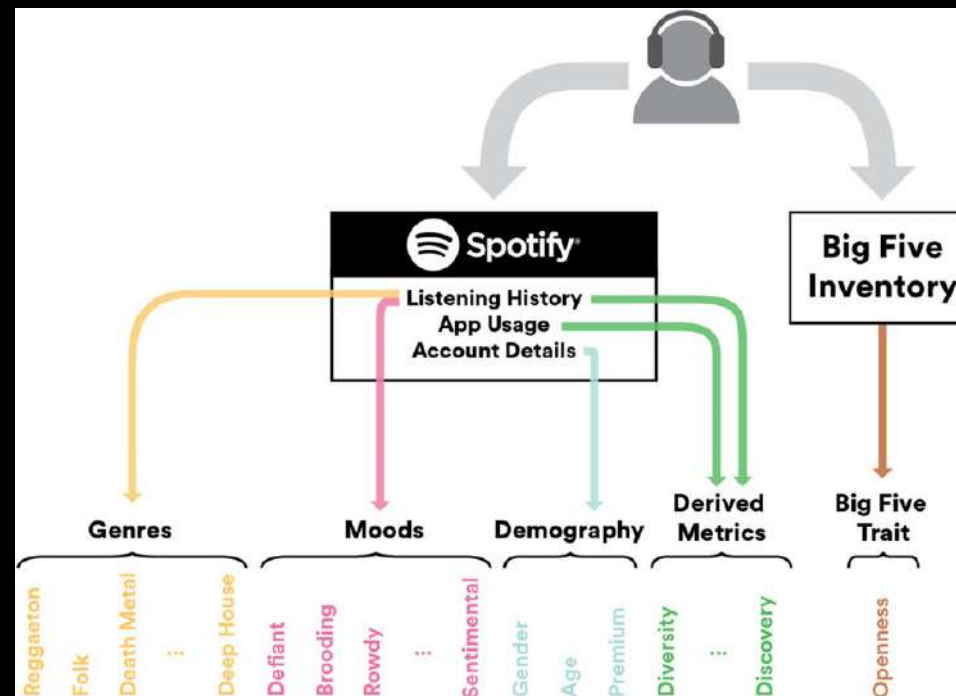 Spotify®
Listening History
App Usage
Account Details
Big Five
Inventory
Genres
Moods
Demography
Derived
Metrics
Big Five
Trait
Reggaeton
Folk
Death Metal
...
Deep House
Defiant
Brooding
Rowdy
...
Sentimental
Gender
Age
Premium
Diversity
...
Discovery
Openness